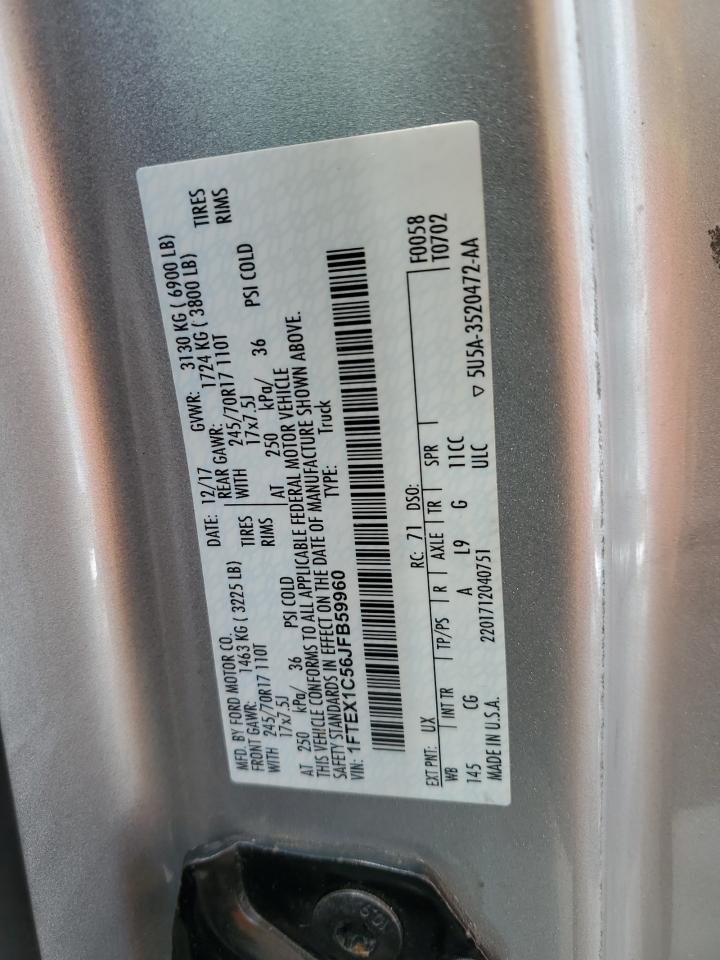 MFD. BY FORD MOTOR CO.
DATE: 12/17
GVWR: 3130 KG ( 6900 LB)
FRONT GAWR: 1463 KG ( 3225 LB)
REAR GAWR: 1724 KG ( 3800 LB)
WITH 245/70R17 110T TIRES
WITH 245/70R17 110T TIRES
17x7.5J RIMS
17x7.5J RIMS
AT 250 kPa/ 36 PSI COLD
AT 250 kPa/ 36 PSI COLD
THIS VEHICLE CONFORMS TO ALL APPLICABLE FEDERAL MOTOR VEHICLE
SAFETY STANDARDS IN EFFECT ON THE DATE OF MANUFACTURE SHOWN ABOVE.
VIN: 1FTEX1C56JFB59960
TYPE: Truck
EXT PNT: UX RC: 71 DSO: F0058
WB INT TR TP/PS R AXLE TR SPR T0702
145 CG A L9 G 11CC
MADE IN U.S.A. 2201712040751 ULC
▽ 5U5A-3520472-AA